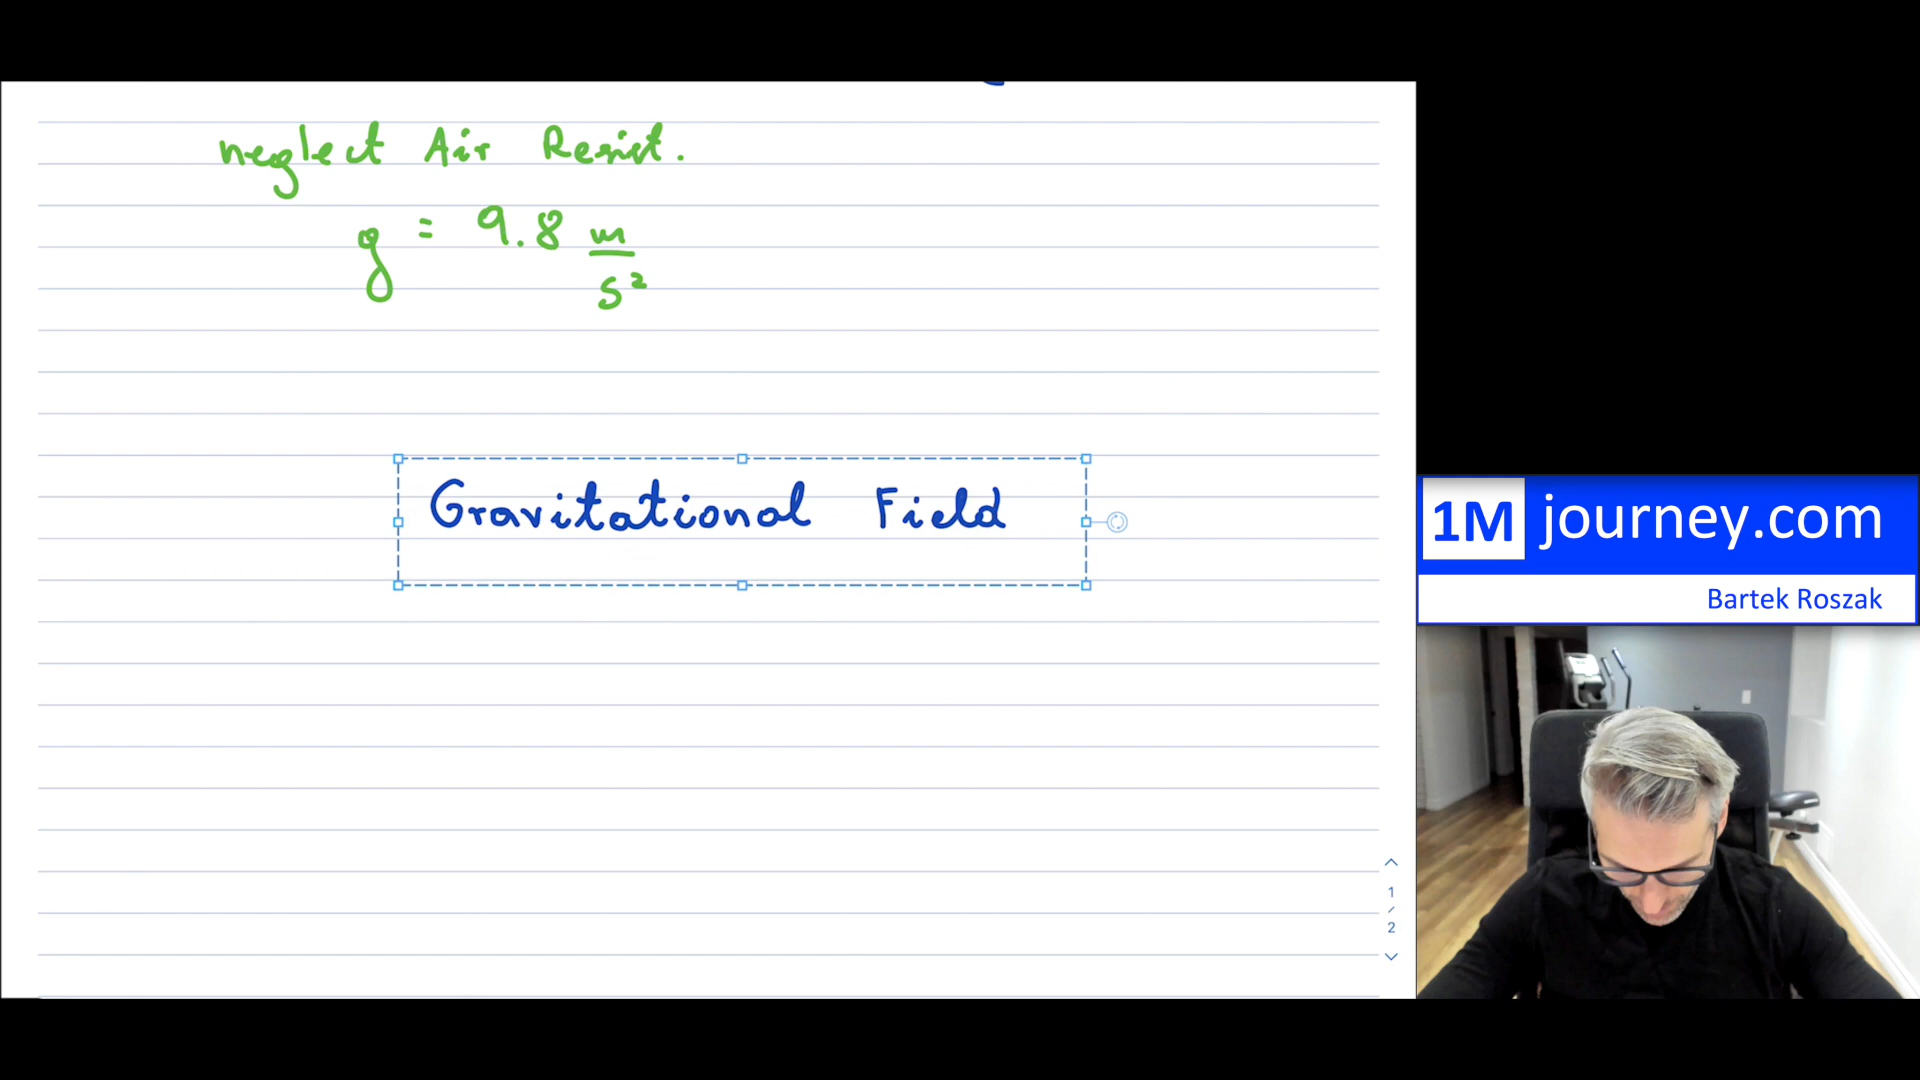 neglect Air Resist.
g = 9.8 m/s²
Gravitational Field
1M journey.com
Bartek Roszak
1
/
2